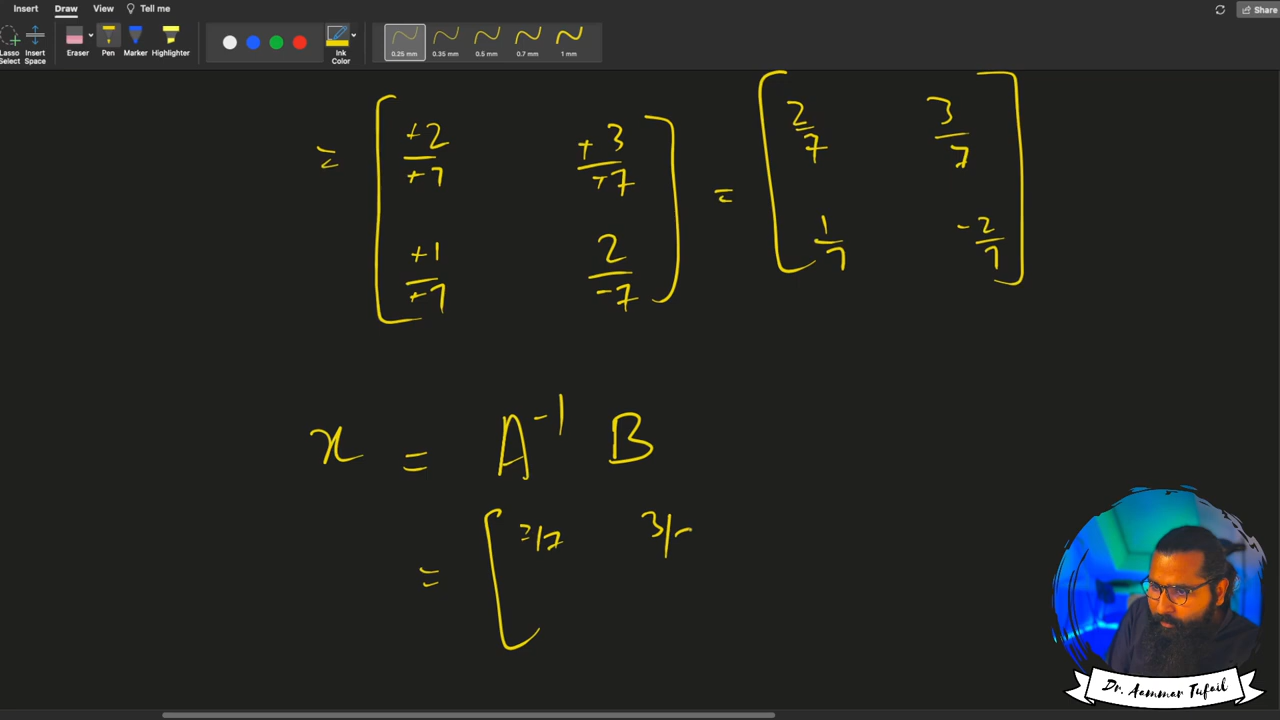 Insert Draw View Tell me
Share
Lasso Select
Insert Space
Eraser
Pen
Marker
Highlighter
Ink Color
0.25 mm 0.35 mm 0.5 mm 0.7 mm 1 mm
= [ +2/+7 +3/+7
+1/+7 2/-7 ]
= [ 2/7 3/7
1/7 -2/7 ]
x = A⁻¹ B
= [ 2/7 3/
Dr. Aammar Tufail